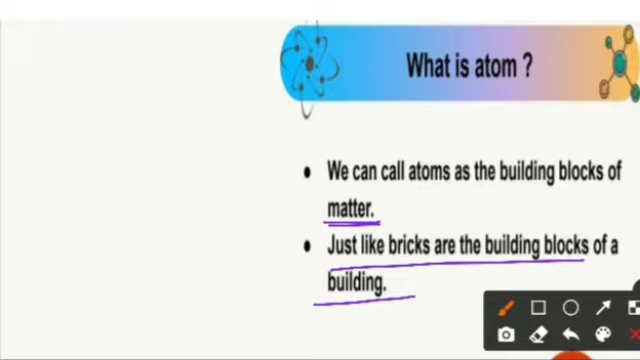 What is atom ?
We can call atoms as the building blocks of
matter.
Just like bricks are the building blocks of a
building.